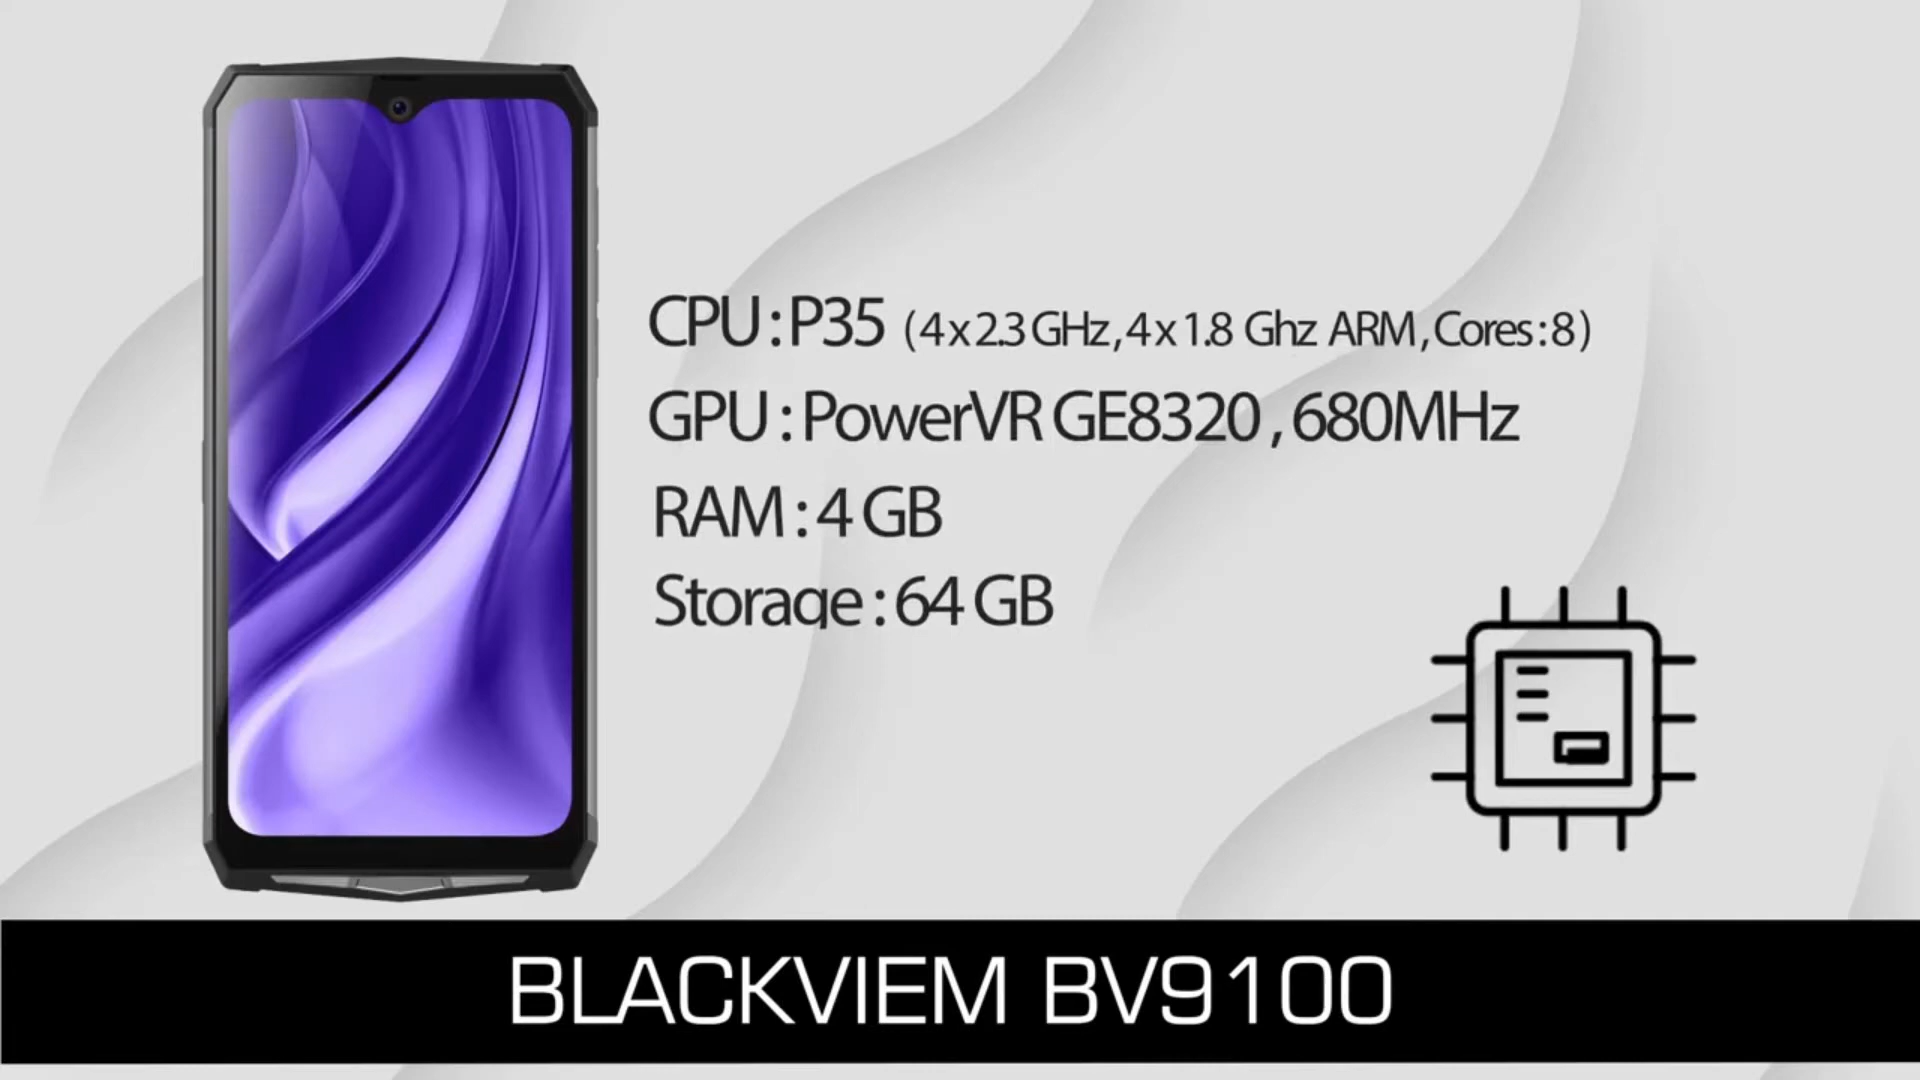 CPU : P35 (4 x 2.3 GHz, 4 x 1.8 Ghz ARM, Cores : 8)
GPU : PowerVR GE8320 , 680MHz
RAM : 4 GB
Storage : 64 GB
BLACKVIEM BV9100